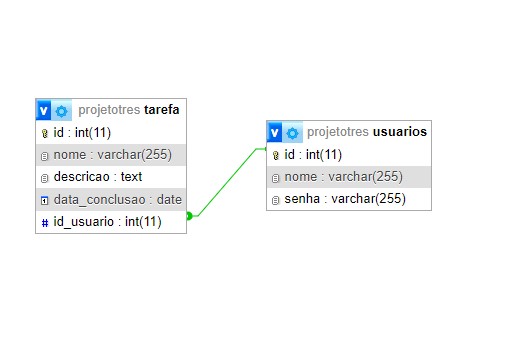 v projetotres tarefa
id : int(11)
nome : varchar(255)
descricao : text
data_conclusao : date
# id_usuario : int(11)
v projetotres usuarios
id : int(11)
nome : varchar(255)
senha : varchar(255)